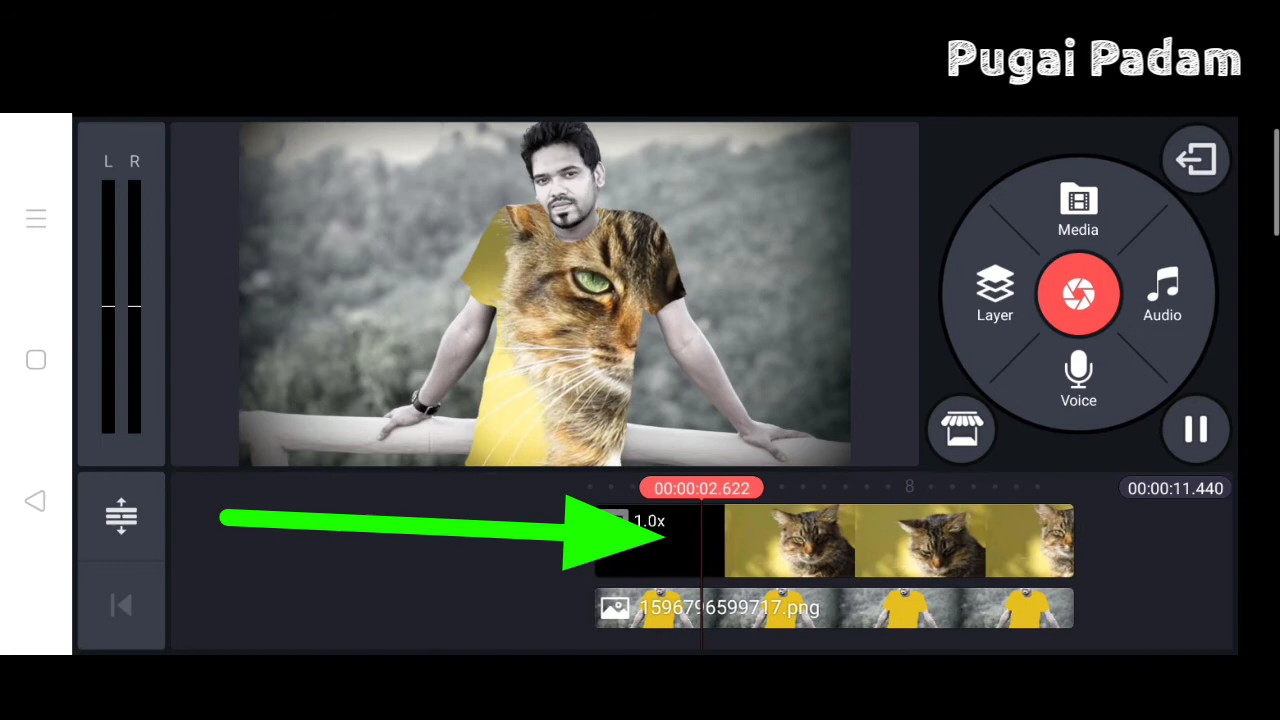 Pugai Padam
L R
Media
Layer
Audio
Voice
00:00:02.622
8
00:00:11.440
1.0x
1596796599717.png